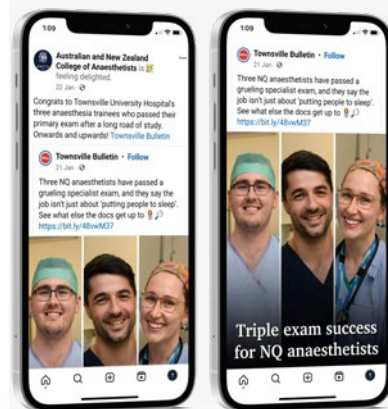 1:09
Australian and New Zealand
College of Anaesthetists is
feeling delighted.
22 Jan
Congrats to Townsville University Hospital's
three anaesthesia trainees who passed their
primary exam after a long road of study.
Onwards and upwards! Townsville Bulletin
Townsville Bulletin · Follow
21 Jan
Three NQ anaesthetists have passed a
grueling specialist exam, and they say the
job isn't just about 'putting people to sleep'.
See what else the docs get up to
https://bit.ly/48vwM37
1:09
Townsville Bulletin · Follow
21 Jan
Three NQ anaesthetists have passed a
grueling specialist exam, and they say the
job isn't just about 'putting people to sleep'.
See what else the docs get up to
https://bit.ly/48vwM37
Triple exam success
for NQ anaesthetists